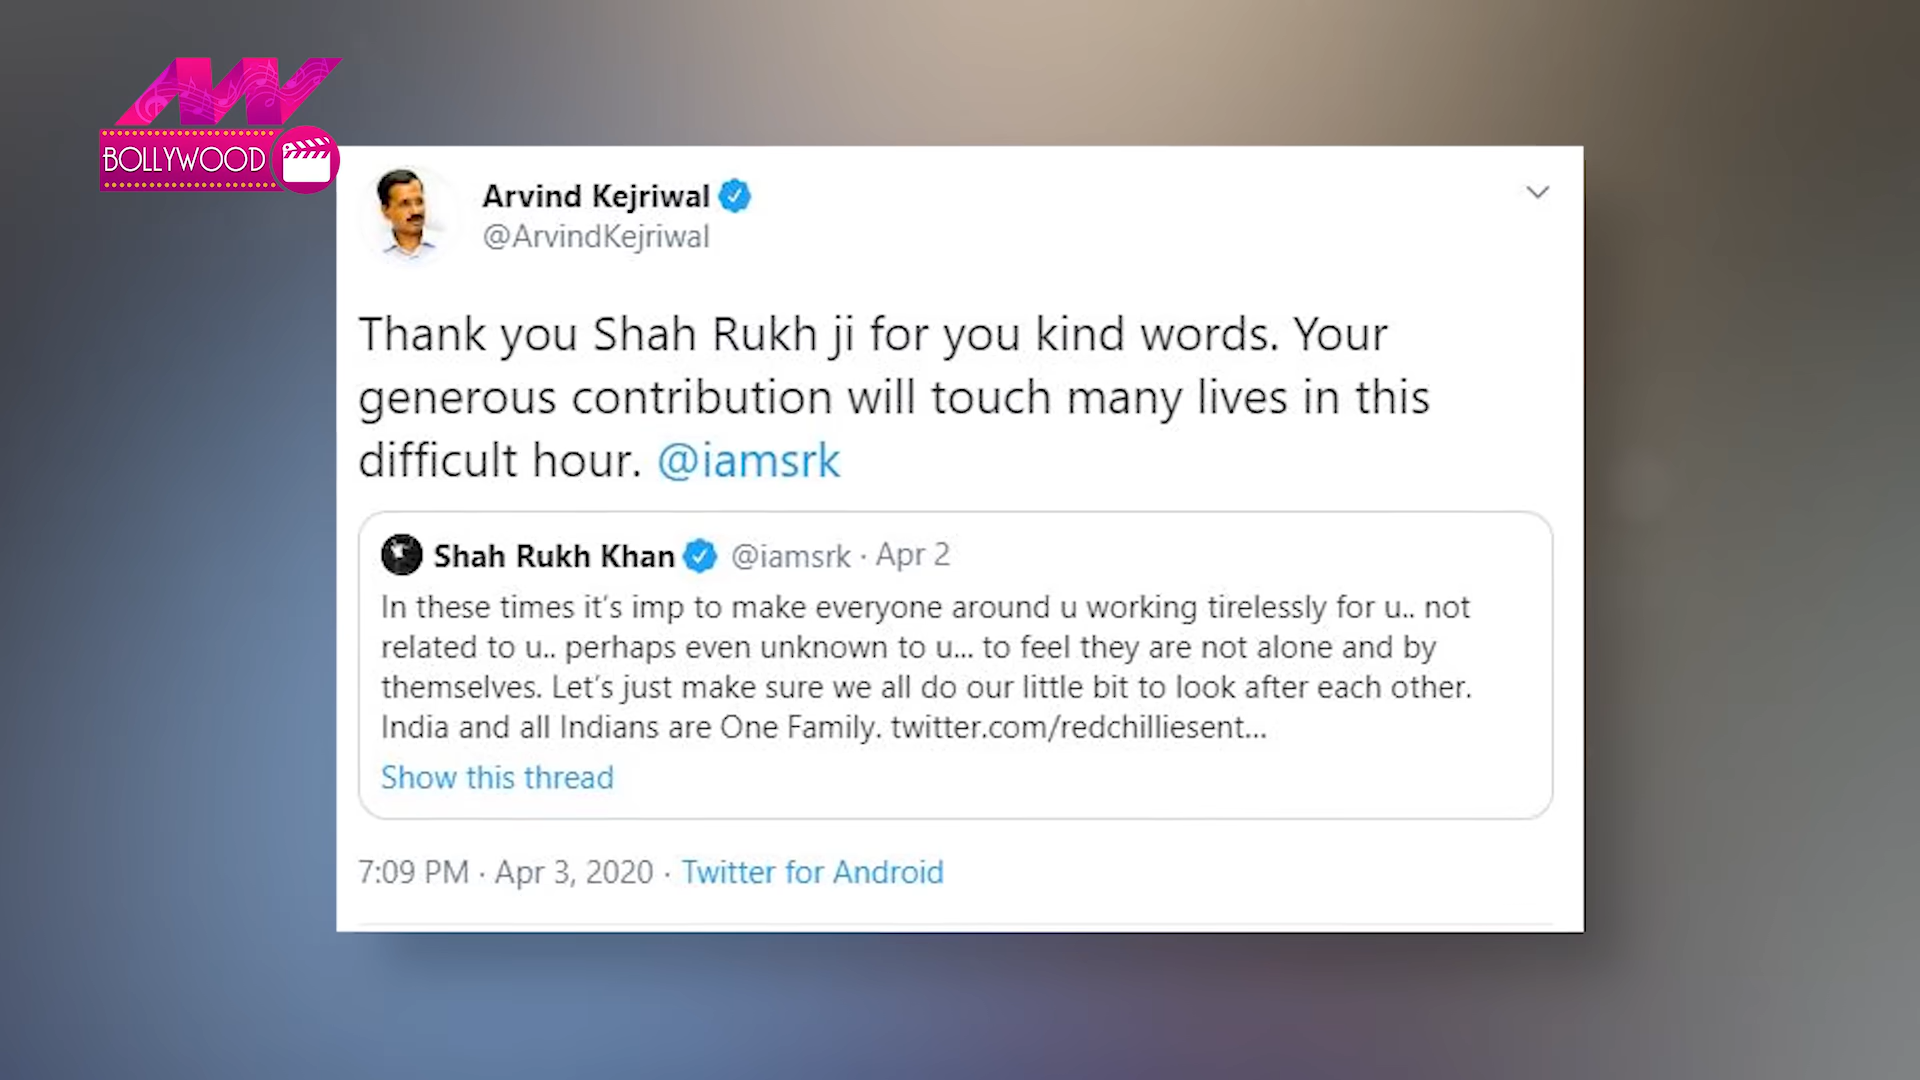 BOLLYWOOD
Arvind Kejriwal
@ArvindKejriwal
Thank you Shah Rukh ji for you kind words. Your
generous contribution will touch many lives in this
difficult hour. @iamsrk
Shah Rukh Khan @iamsrk · Apr 2
In these times it’s imp to make everyone around u working tirelessly for u.. not
related to u.. perhaps even unknown to u... to feel they are not alone and by
themselves. Let’s just make sure we all do our little bit to look after each other.
India and all Indians are One Family. twitter.com/redchilliesent...
Show this thread
7:09 PM · Apr 3, 2020 · Twitter for Android